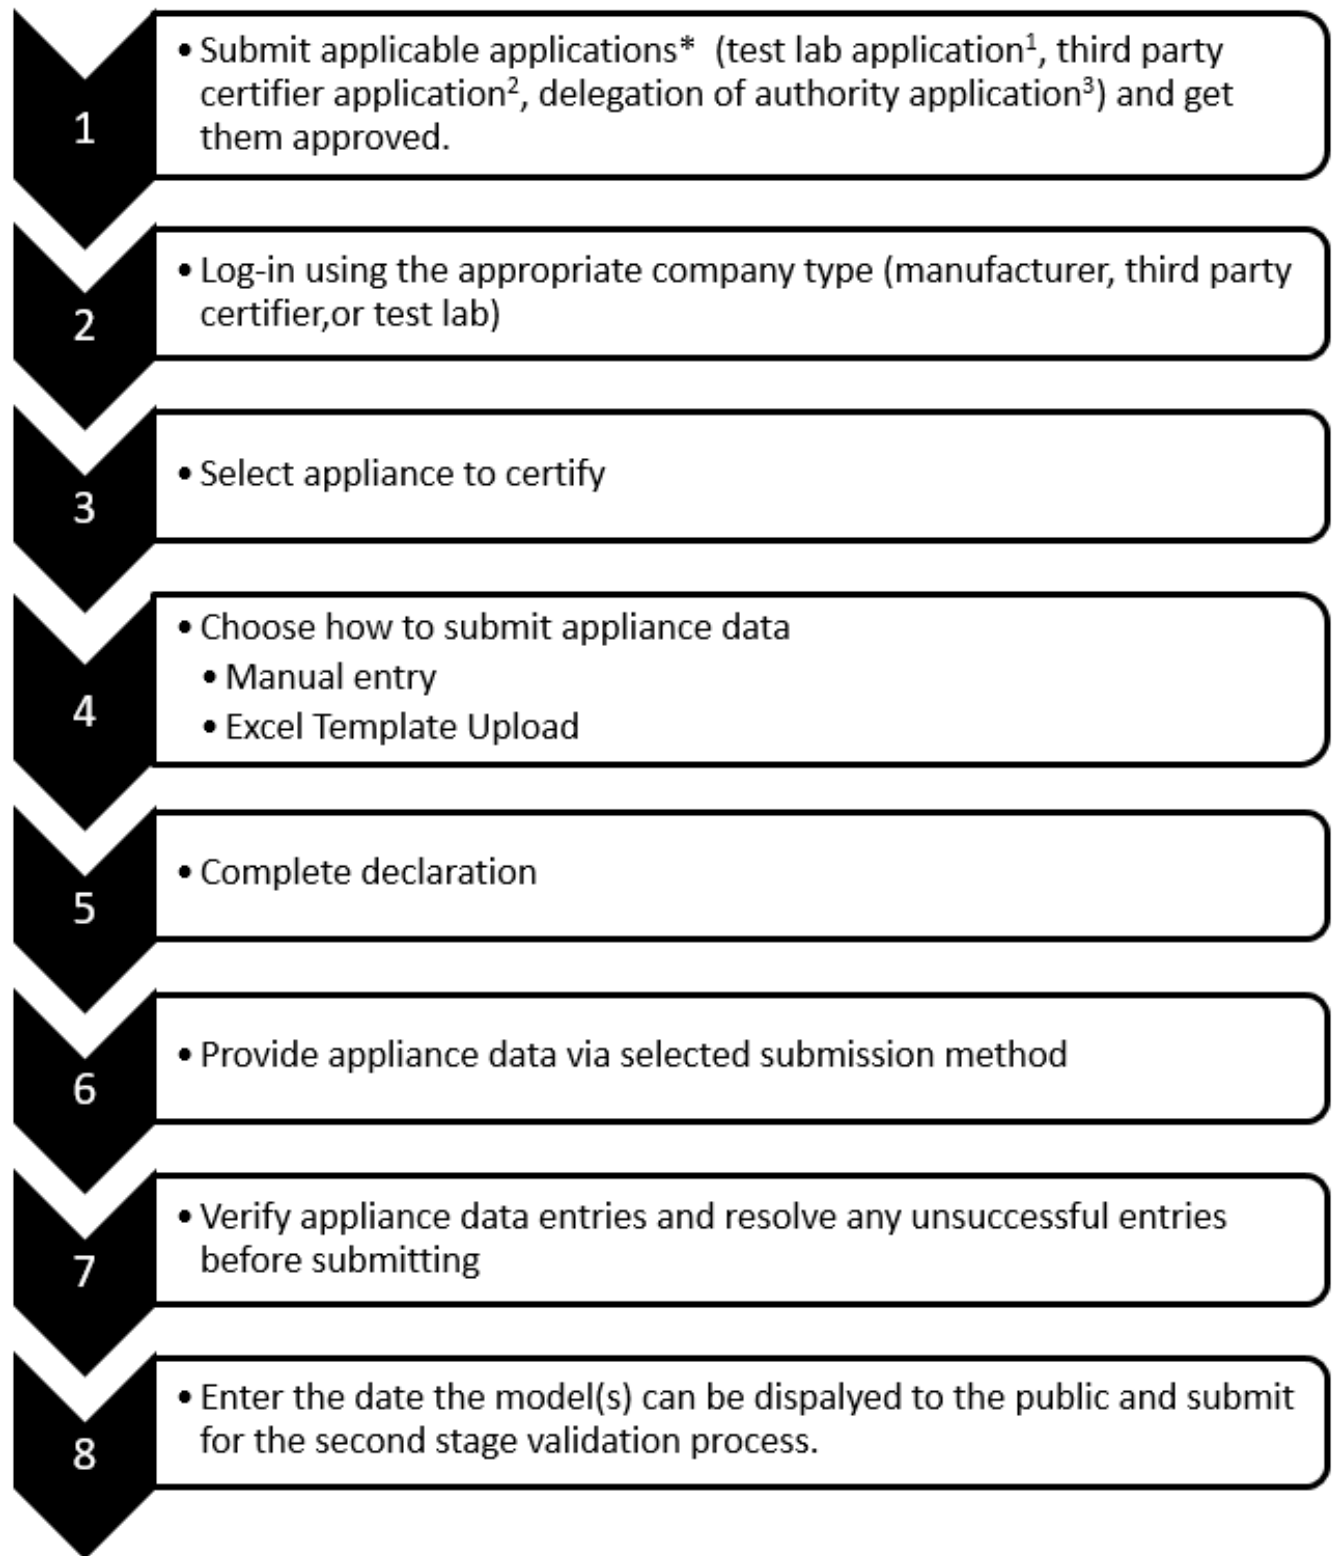 1
• Submit applicable applications* (test lab application¹, third party
certifier application², delegation of authority application³) and get
them approved.
2
• Log-in using the appropriate company type (manufacturer, third party
certifier,or test lab)
3
• Select appliance to certify
4
• Choose how to submit appliance data
• Manual entry
• Excel Template Upload
5
• Complete declaration
6
• Provide appliance data via selected submission method
7
• Verify appliance data entries and resolve any unsuccessful entries
before submitting
8
• Enter the date the model(s) can be dispalyed to the public and submit
for the second stage validation process.